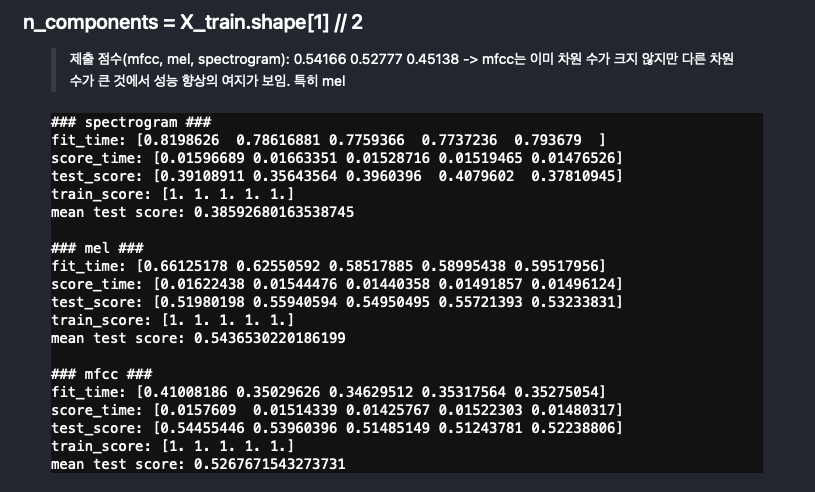 n_components = X_train.shape[1] // 2
제출 점수(mfcc, mel, spectrogram): 0.54166 0.52777 0.45138 -> mfcc는 이미 차원 수가 크지 않지만 다른 차원
수가 큰 것에서 성능 향상의 여지가 보임. 특히 mel
### spectrogram ###
fit_time: [0.8198626  0.78616881 0.7759366  0.7737236  0.793679  ]
score_time: [0.01596689 0.01663351 0.01528716 0.01519465 0.01476526]
test_score: [0.39108911 0.35643564 0.3960396  0.4079602  0.37810945]
train_score: [1. 1. 1. 1. 1.]
mean test score: 0.38592680163538745
### mel ###
fit_time: [0.66125178 0.62550592 0.58517885 0.58995438 0.59517956]
score_time: [0.01622438 0.01544476 0.01440358 0.01491857 0.01496124]
test_score: [0.51980198 0.55940594 0.54950495 0.55721393 0.53233831]
train_score: [1. 1. 1. 1. 1.]
mean test score: 0.5436530220186199
### mfcc ###
fit_time: [0.41008186 0.35029626 0.34629512 0.35317564 0.35275054]
score_time: [0.0157609  0.01514339 0.01425767 0.01522303 0.01480317]
test_score: [0.54455446 0.53960396 0.51485149 0.51243781 0.52238806]
train_score: [1. 1. 1. 1. 1.]
mean test score: 0.5267671543273731